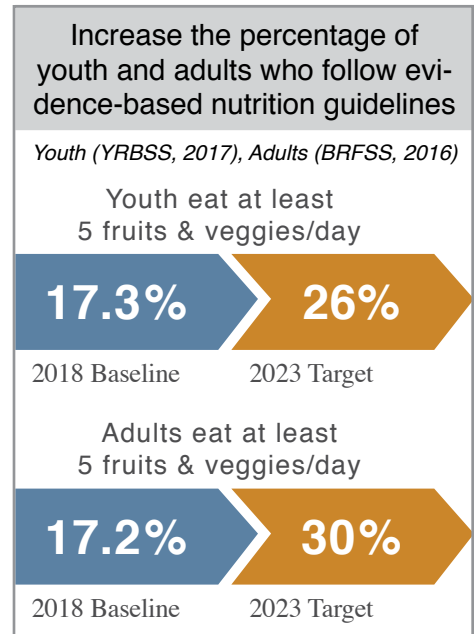 Increase the percentage of
youth and adults who follow evi-
dence-based nutrition guidelines
Youth (YRBSS, 2017), Adults (BRFSS, 2016)
Youth eat at least
5 fruits & veggies/day
17.3% 26%
2018 Baseline 2023 Target
Adults eat at least
5 fruits & veggies/day
17.2% 30%
2018 Baseline 2023 Target